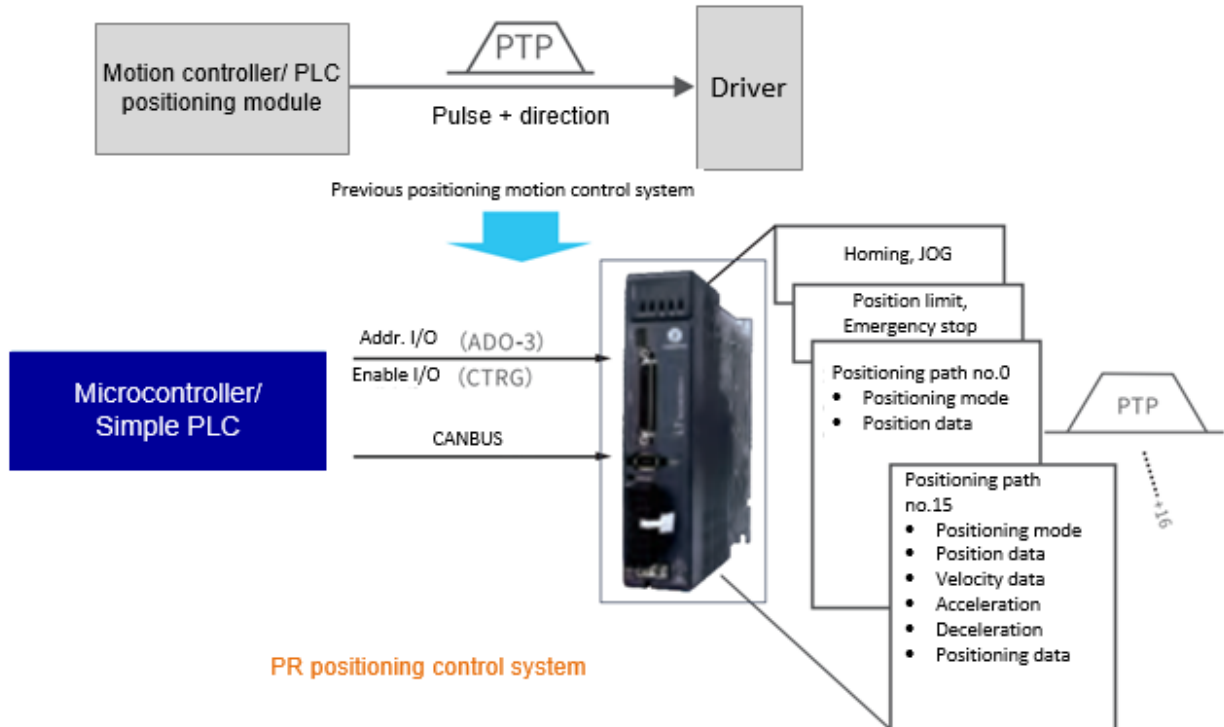 Motion controller/ PLC
positioning module
PTP
Pulse + direction
Driver
Previous positioning motion control system
Homing, JOG
Position limit,
Emergency stop
Addr. I/O (ADO-3)
Enable I/O (CTRG)
Microcontroller/
Simple PLC
CANBUS
Positioning path no.0
• Positioning mode
• Position data
PTP
+16
Positioning path
no.15
• Positioning mode
• Position data
• Velocity data
• Acceleration
• Deceleration
• Positioning data
PR positioning control system